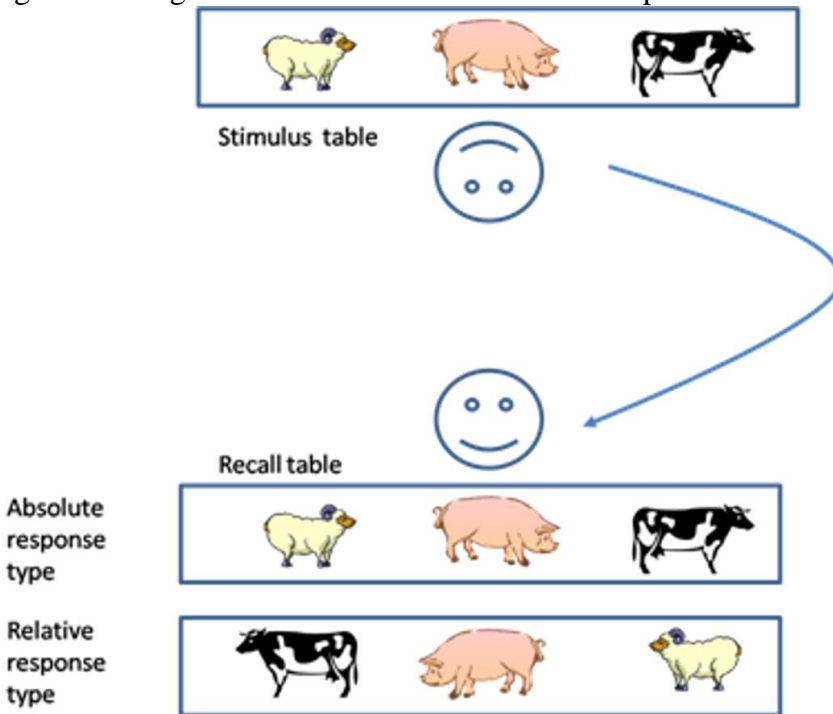 Stimulus table
Recall table
Absolute
response
type
Relative
response
type